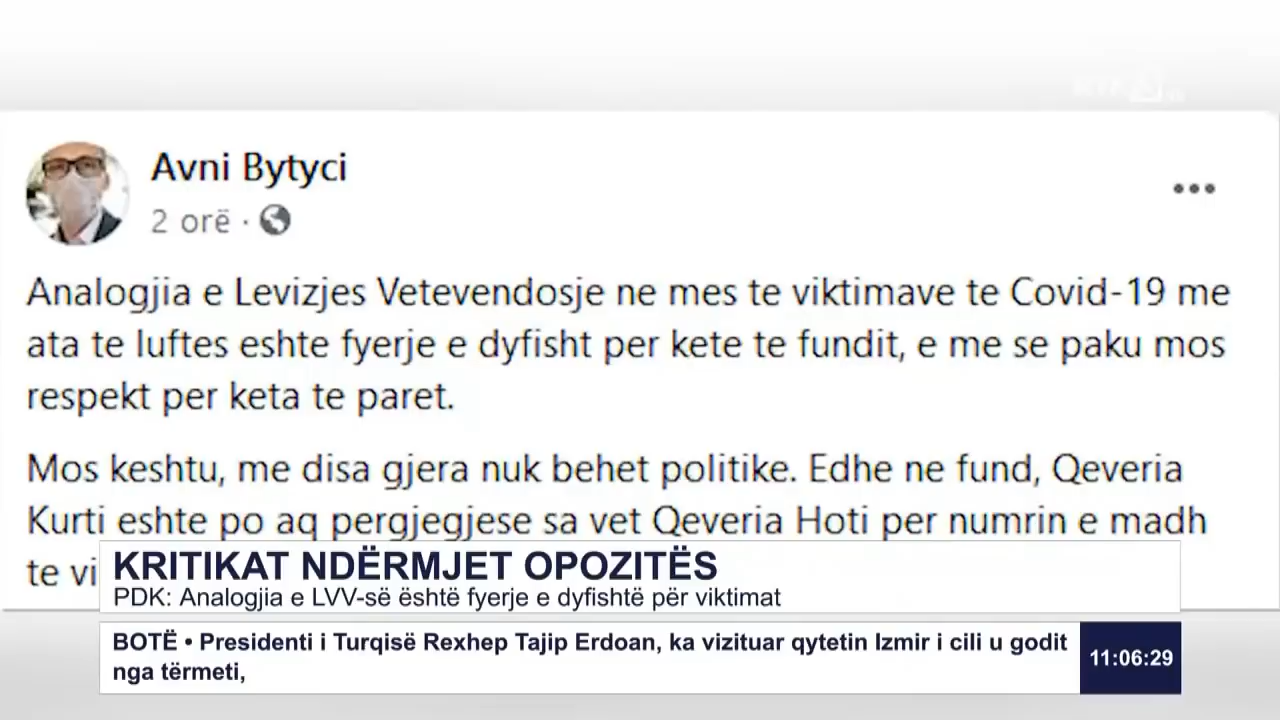 Avni Bytyci
2 orë ·
Analogjia e Levizjes Vetevendosje ne mes te viktimave te Covid-19 me
ata te luftes eshte fyerje e dyfisht per kete te fundit, e me se paku mos
respekt per keta te paret.
Mos keshtu, me disa gjera nuk behet politike. Edhe ne fund, Qeveria
Kurti eshte po aq pergjegjese sa vet Qeveria Hoti per numrin e madh
te vi
KRITIKAT NDËRMJET OPOZITËS
PDK: Analogjia e LVV-së është fyerje e dyfishtë për viktimat
BOTË • Presidenti i Turqisë Rexhep Tajip Erdoan, ka vizituar qytetin Izmir i cili u godit
nga tërmeti,
11:06:29